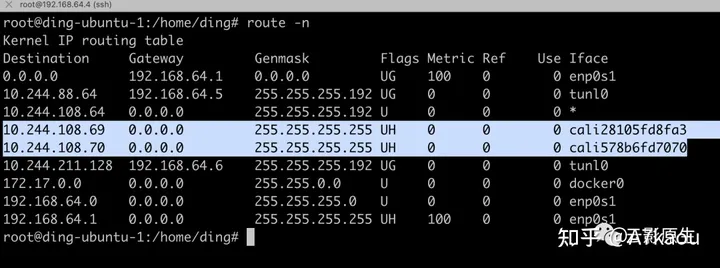 root@192.168.64.4 (ssh)
root@ding-ubuntu-1:/home/ding# route -n
Kernel IP routing table
Destination Gateway Genmask Flags Metric Ref Use Iface
0.0.0.0 192.168.64.1 0.0.0.0 UG 100 0 0 enp0s1
10.244.88.64 192.168.64.5 255.255.255.192 UG 0 0 0 tunl0
10.244.108.64 0.0.0.0 255.255.255.192 U 0 0 0 *
10.244.108.69 0.0.0.0 255.255.255.255 UH 0 0 0 cali28105fd8fa3
10.244.108.70 0.0.0.0 255.255.255.255 UH 0 0 0 cali578b6fd7070
10.244.211.128 192.168.64.6 255.255.255.192 UG 0 0 0 tunl0
172.17.0.0 0.0.0.0 255.255.0.0 U 0 0 0 docker0
192.168.64.0 0.0.0.0 255.255.255.0 U 0 0 0 enp0s1
192.168.64.1 0.0.0.0 255.255.255.255 UH 100 0 0 enp0s1
root@ding-ubuntu-1:/home/ding#
知乎 @A7kaou